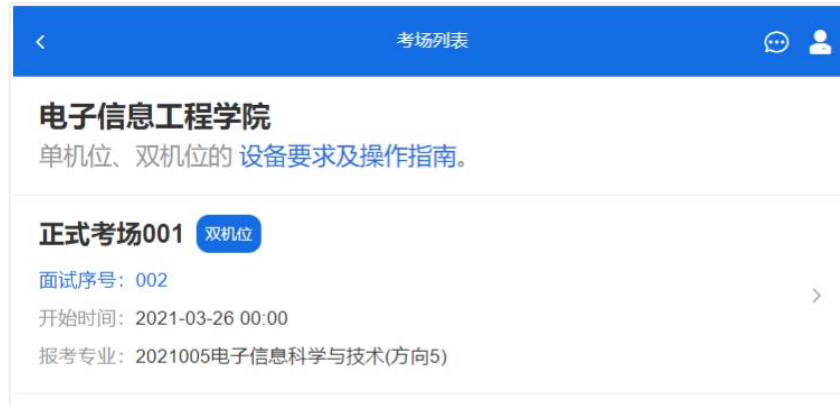 考场列表
电子信息工程学院
单机位、双机位的 设备要求及操作指南。
正式考场001 双机位
面试序号：002
开始时间：2021-03-26 00:00
报考专业：2021005电子信息科学与技术(方向5)